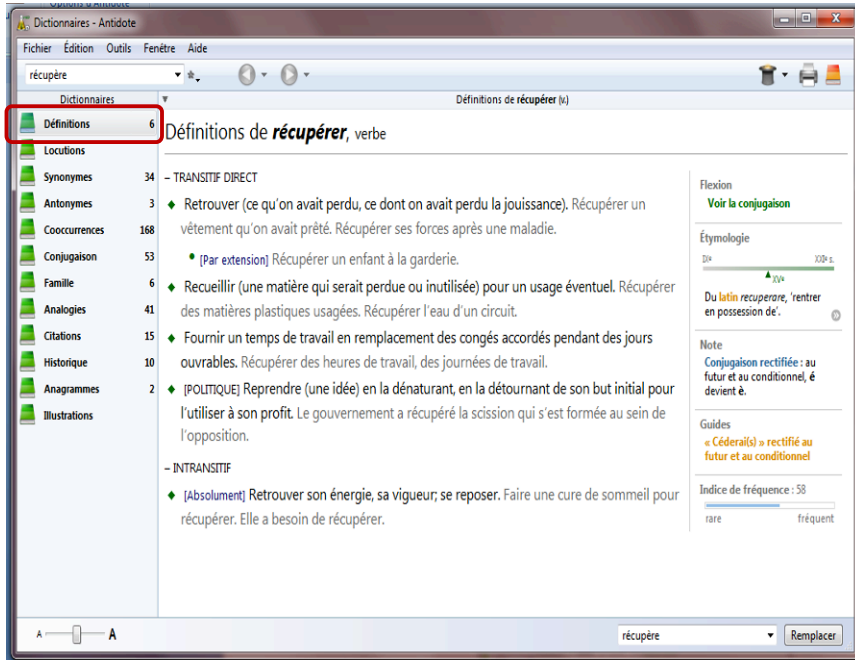 Options d'Antidote
Dictionnaires - Antidote
Fichier Édition Outils Fenêtre Aide
récupère
Dictionnaires
Définitions de récupérer (v.)
Définitions 6
Locutions
Synonymes 34
Antonymes 3
Cooccurrences 168
Conjugaison 53
Famille 6
Analogies 41
Citations 15
Historique 10
Anagrammes 2
Illustrations
Définitions de récupérer, verbe
– TRANSITIF DIRECT
Retrouver (ce qu'on avait perdu, ce dont on avait perdu la jouissance). Récupérer un
vêtement qu'on avait prêté. Récupérer ses forces après une maladie.
[Par extension] Récupérer un enfant à la garderie.
Recueillir (une matière qui serait perdue ou inutilisée) pour un usage éventuel. Récupérer
des matières plastiques usagées. Récupérer l'eau d'un circuit.
Fournir un temps de travail en remplacement des congés accordés pendant des jours
ouvrables. Récupérer des heures de travail, des journées de travail.
[POLITIQUE] Reprendre (une idée) en la dénaturant, en la détournant de son but initial pour
l'utiliser à son profit. Le gouvernement a récupéré la scission qui s'est formée au sein de
l'opposition.
– INTRANSITIF
[Absolument] Retrouver son énergie, sa vigueur; se reposer. Faire une cure de sommeil pour
récupérer. Elle a besoin de récupérer.
Flexion
Voir la conjugaison
Étymologie
IXe XXIe s.
XVe
Du latin recuperare, 'rentrer
en possession de'.
Note
Conjugaison rectifiée : au
futur et au conditionnel, é
devient è.
Guides
« Céderai(s) » rectifié au
futur et au conditionnel
Indice de fréquence : 58
rare fréquent
A A
récupère
Remplacer